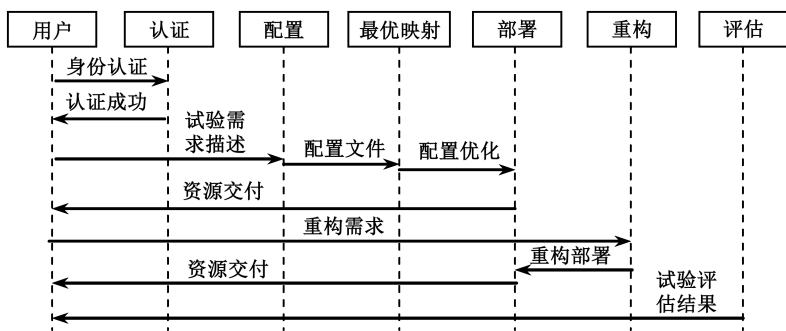 用户 认证 配置 最优映射 部署 重构 评估
身份认证
认证成功
试验需
求描述
配置文件
配置优化
资源交付
重构需求
重构部署
资源交付
试验评
估结果